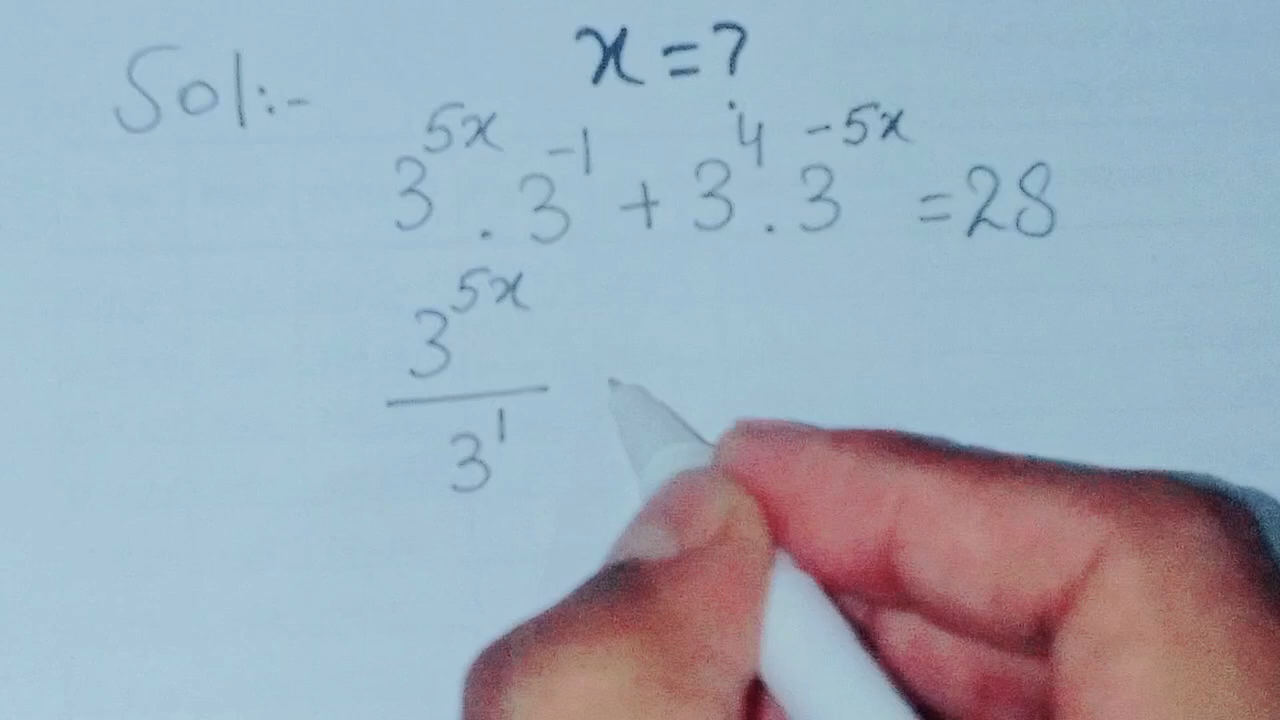 x = ?
Sol:-
3^{5x} . 3^{-1} + 3^{4} . 3^{-5x} = 28
3^{5x}
3^{1}